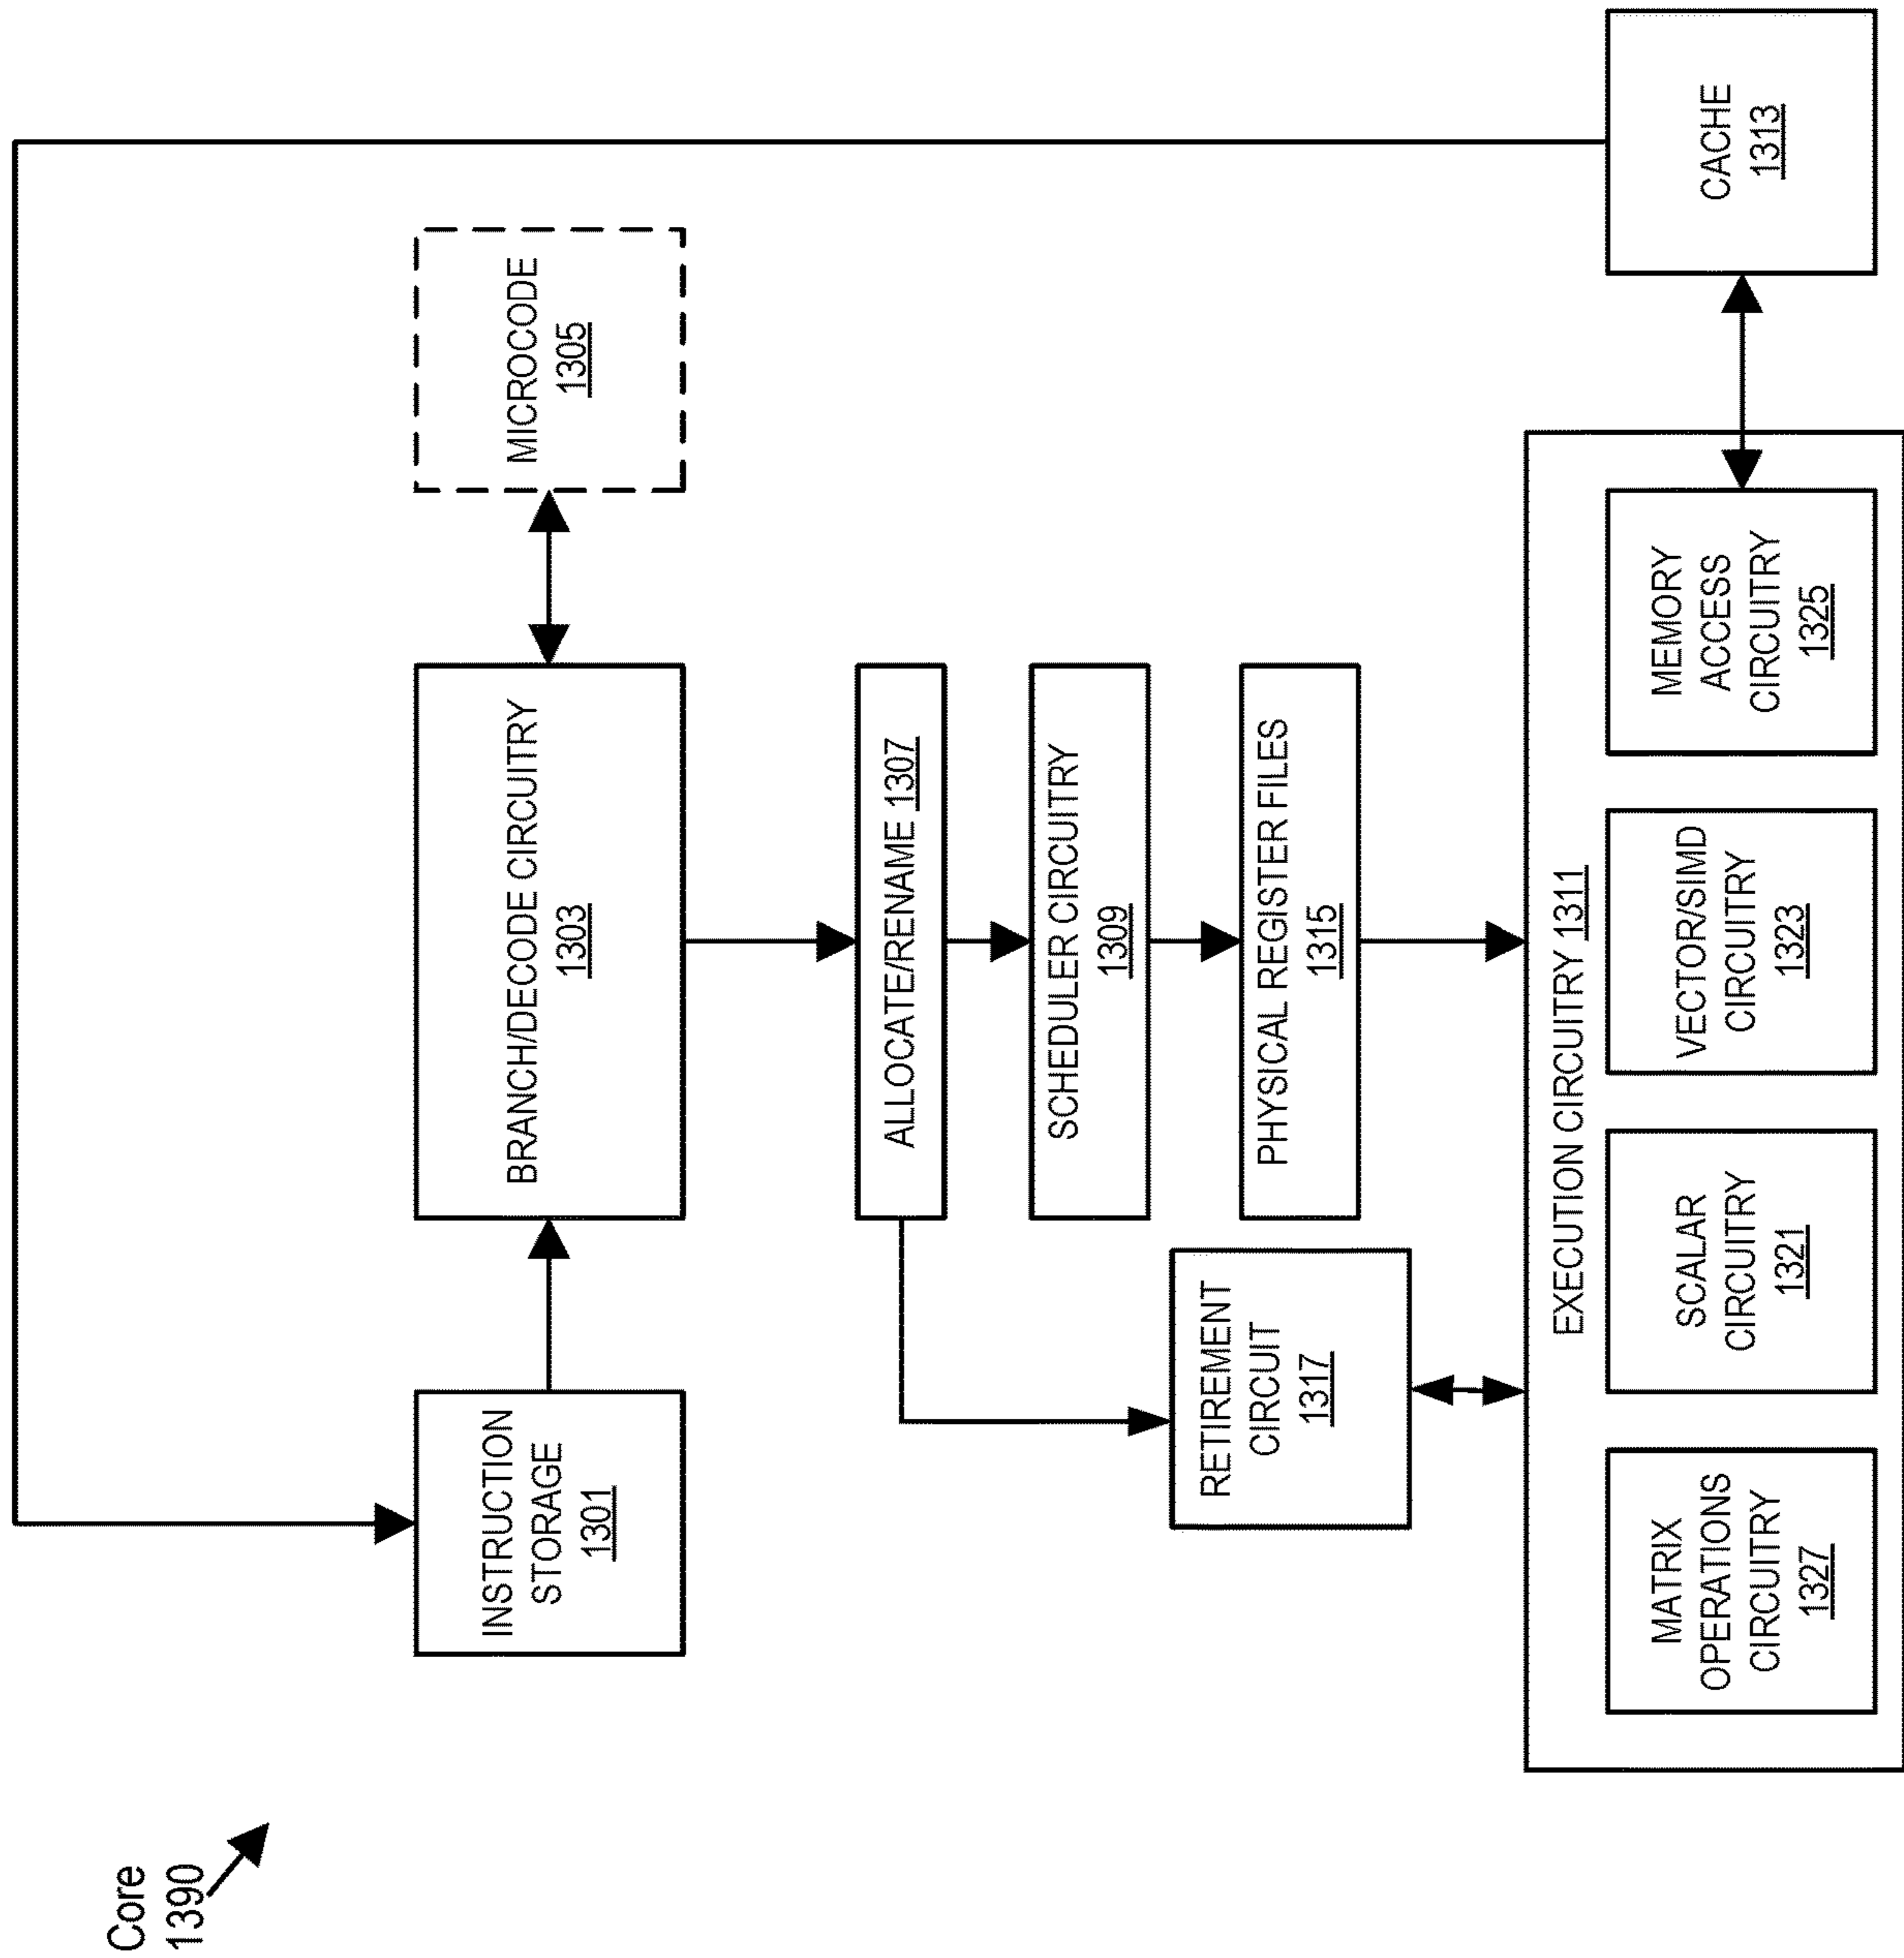 Core
1390
INSTRUCTION
STORAGE
1301
BRANCH/DECODE CIRCUITRY
1303
MICROCODE
1305
ALLOCATE/RENAME 1307
SCHEDULER CIRCUITRY
1309
PHYSICAL REGISTER FILES
1315
RETIREMENT
CIRCUIT
1317
EXECUTION CIRCUITRY 1311
MATRIX
OPERATIONS
CIRCUITRY
1327
SCALAR
CIRCUITRY
1321
VECTOR/SIMD
CIRCUITRY
1323
MEMORY
ACCESS
CIRCUITRY
1325
CACHE
1313